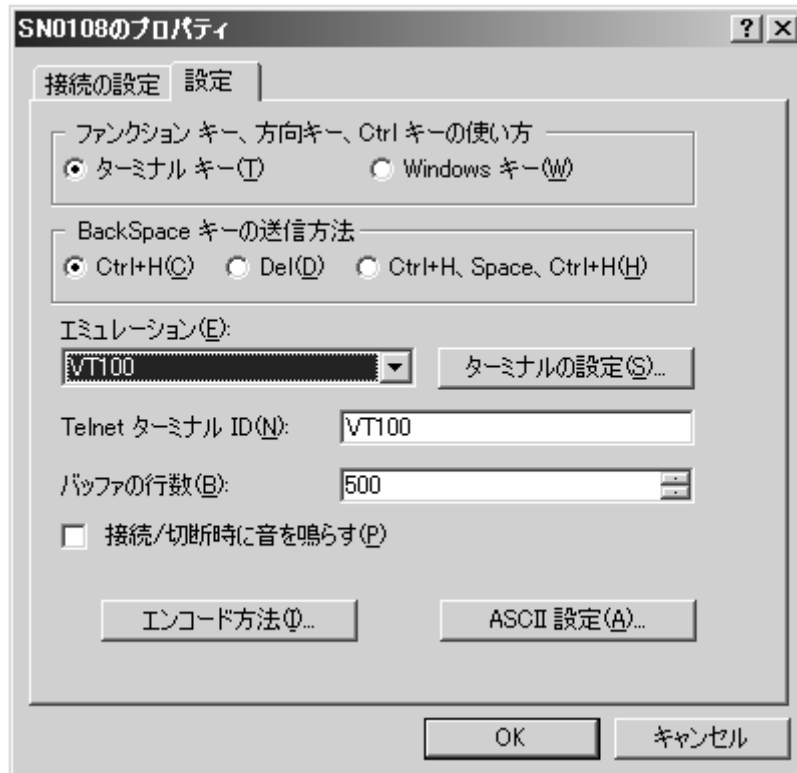 SN0108のプロパティ
接続の設定 設定
ファンクション キー、方向キー、Ctrl キーの使い方
ターミナル キー(T) Windows キー(W)
BackSpace キーの送信方法
Ctrl+H(C) Del(D) Ctrl+H、Space、Ctrl+H(H)
エミュレーション(E):
VT100 ターミナルの設定(S)...
Telnet ターミナル ID(N): VT100
バッファの行数(B): 500
接続/切断時に音を鳴らす(P)
エンコード方法(I)... ASCII 設定(A)...
OK キャンセル